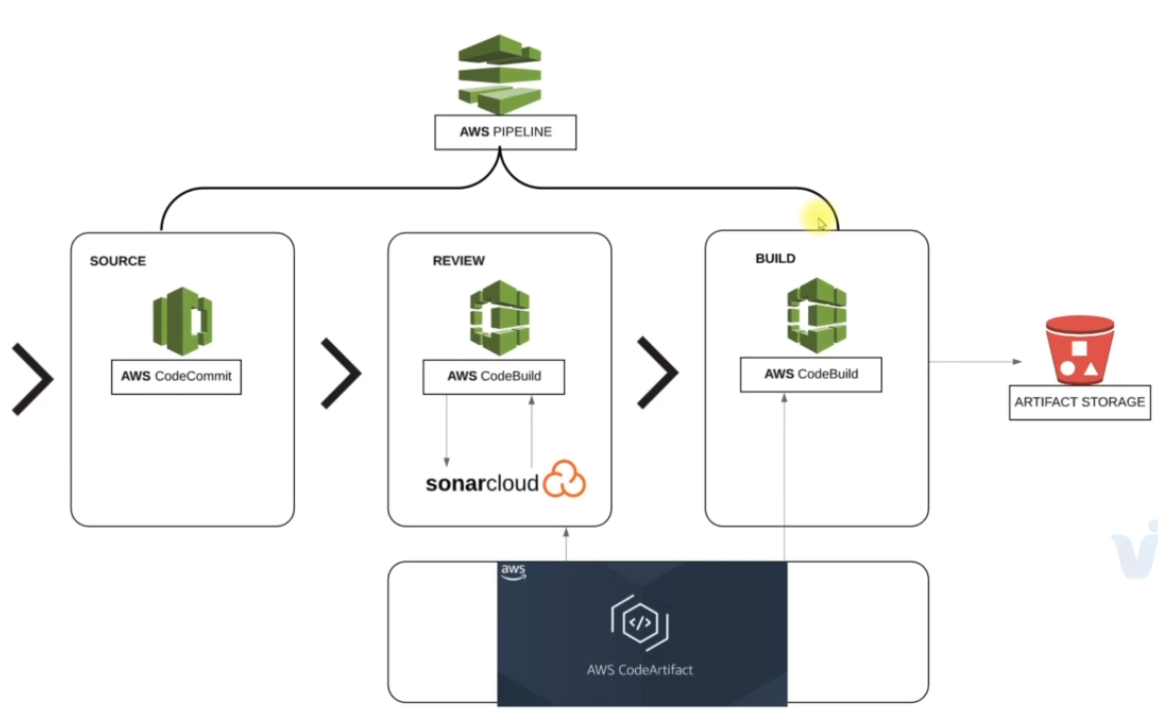 AWS PIPELINE
SOURCE
REVIEW
BUILD
AWS CodeCommit
AWS CodeBuild
AWS CodeBuild
ARTIFACT STORAGE
sonarcloud
aws
</>
AWS CodeArtifact